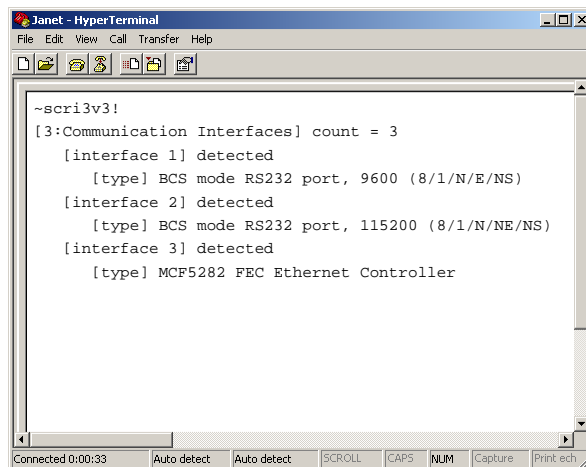 Janet - HyperTerminal
File Edit View Call Transfer Help
~scri3v3!
[3:Communication Interfaces] count = 3
[interface 1] detected
[type] BCS mode RS232 port, 9600 (8/1/N/E/NS)
[interface 2] detected
[type] BCS mode RS232 port, 115200 (8/1/N/NE/NS)
[interface 3] detected
[type] MCF5282 FEC Ethernet Controller
Connected 0:00:33 Auto detect Auto detect SCROLL CAPS NUM Capture Print ech